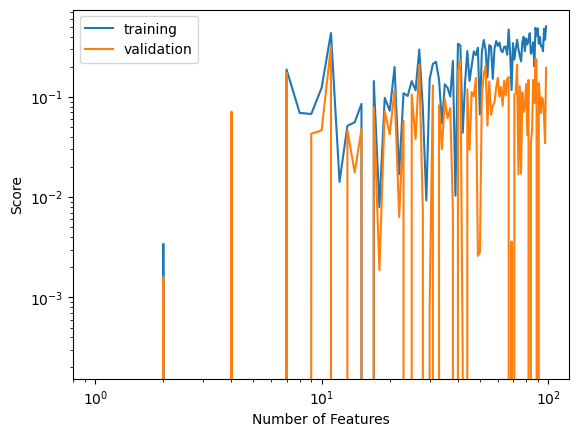 training
validation
Score
10⁻¹
10⁻²
10⁻³
10⁰
10¹
10²
Number of Features